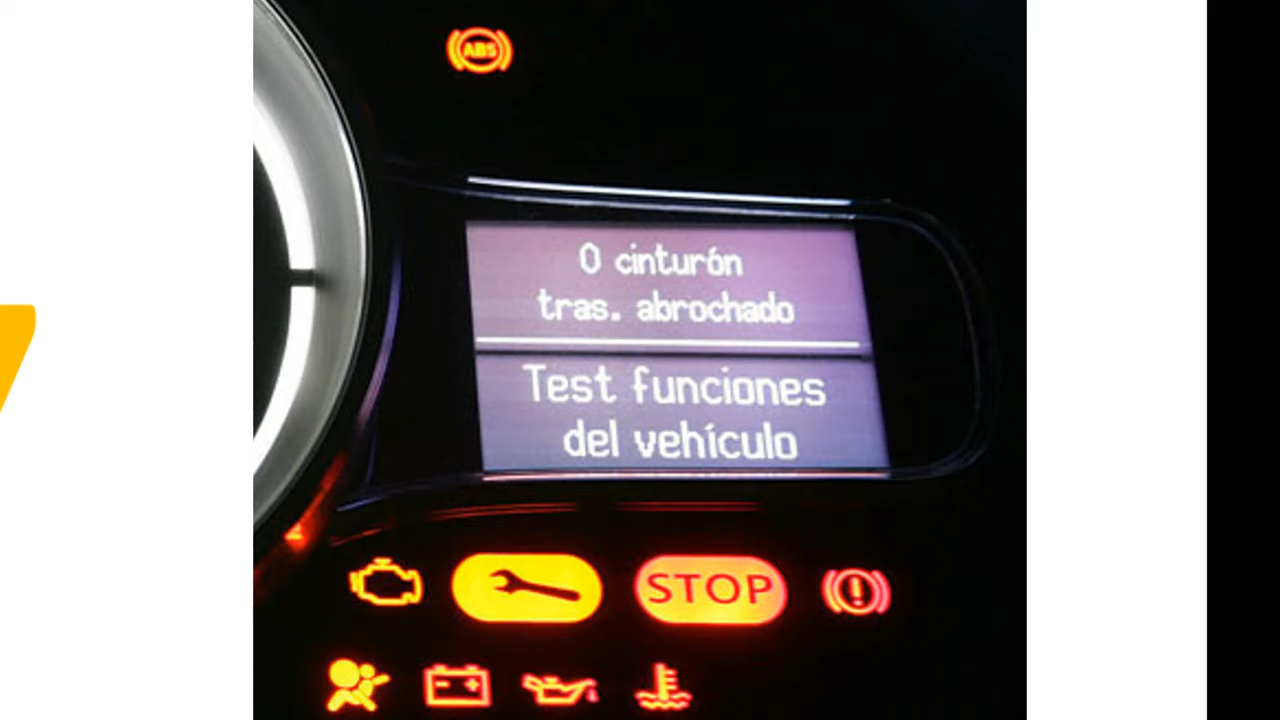 ABS
0 cinturón
tras. abrochado
Test funciones
del vehículo
STOP